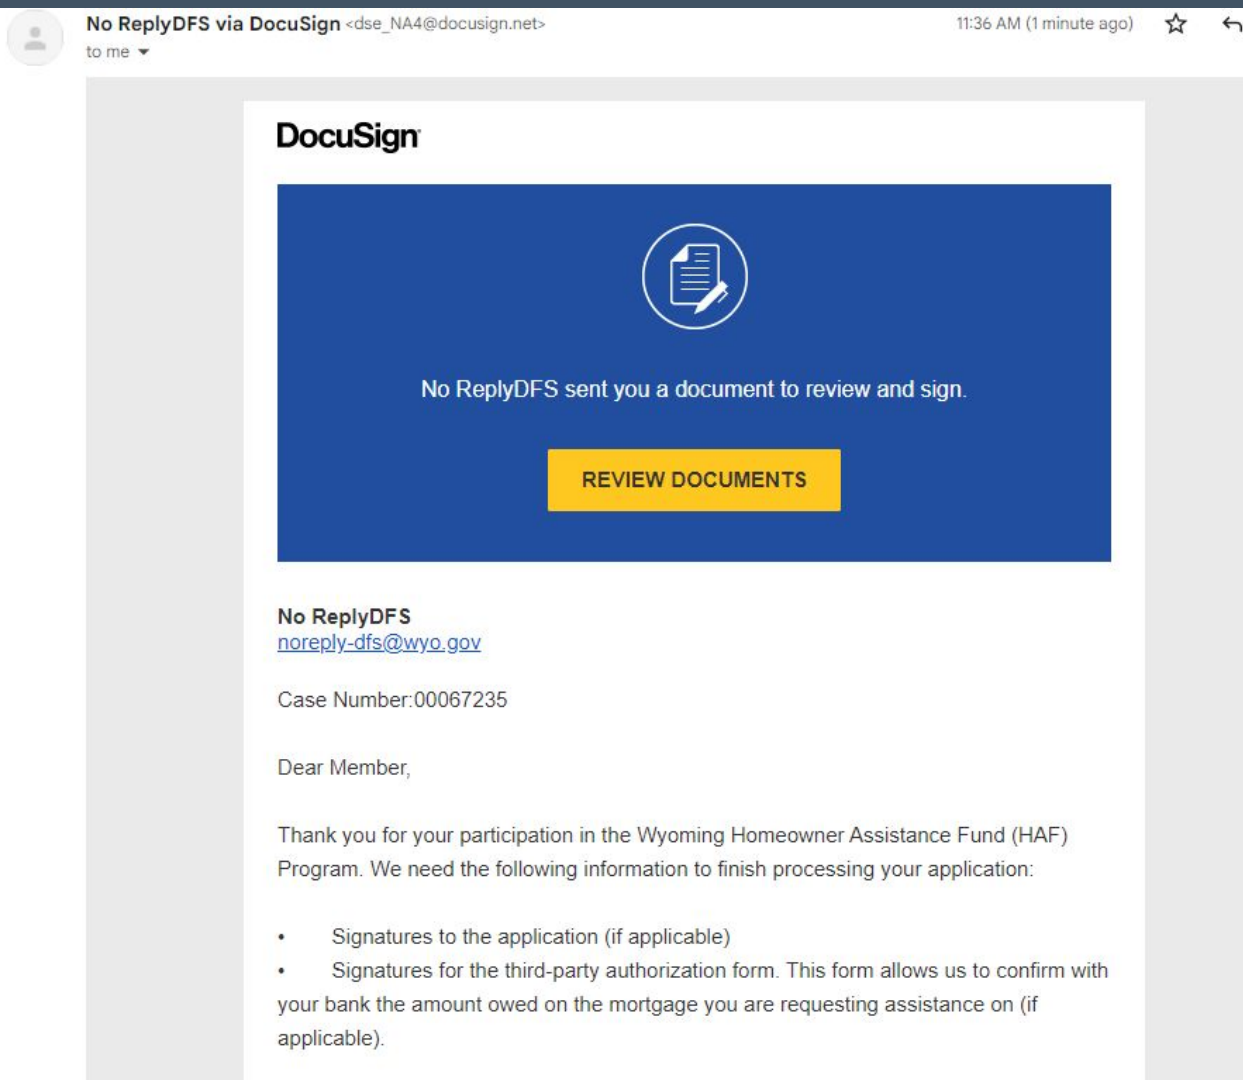 No ReplyDFS via DocuSign <dse_NA4@docusign.net>
11:36 AM (1 minute ago)
to me
DocuSign
No ReplyDFS sent you a document to review and sign.
REVIEW DOCUMENTS
No ReplyDFS
noreply-dfs@wyo.gov
Case Number:00067235
Dear Member,
Thank you for your participation in the Wyoming Homeowner Assistance Fund (HAF)
Program. We need the following information to finish processing your application:
• Signatures to the application (if applicable)
• Signatures for the third-party authorization form. This form allows us to confirm with
your bank the amount owed on the mortgage you are requesting assistance on (if
applicable).